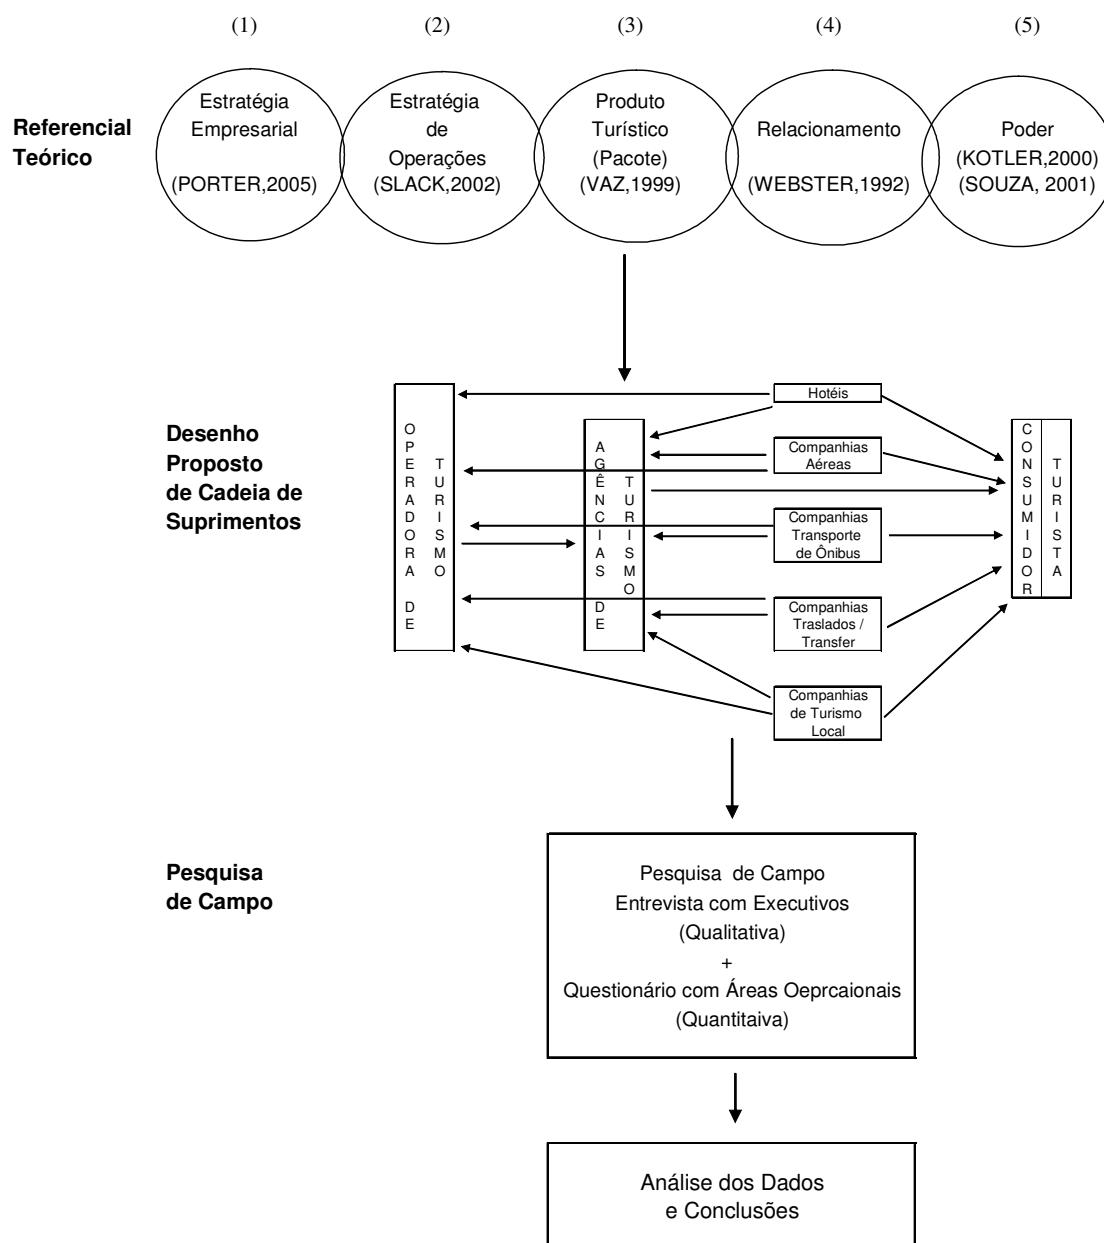 (1) (2) (3) (4) (5)
Referencial
Teórico
Estratégia
Empresarial
(PORTER,2005)
Estratégia
de
Operações
(SLACK,2002)
Produto
Turístico
(Pacote)
(VAZ,1999)
Relacionamento
(WEBSTER,1992)
Poder
(KOTLER,2000)
(SOUZA, 2001)
Desenho
Proposto
de Cadeia de
Suprimentos
OPERADORA DE
TURISMO
AGÊNCIAS DE
TURISMO
Hotéis
Companhias
Aéreas
Companhias
Transporte
de Ônibus
Companhias
Traslados /
Transfer
Companhias
de Turismo
Local
CONSUMIDOR
TURISTA
Pesquisa
de Campo
Pesquisa de Campo
Entrevista com Executivos
(Qualitativa)
+
Questionário com Áreas Oeprcaionais
(Quantitaiva)
Análise dos Dados
e Conclusões